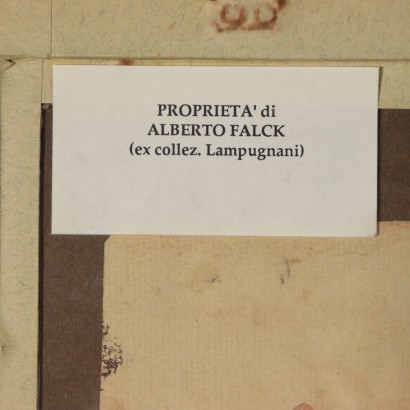 PROPRIETA' di
ALBERTO FALCK
(ex collez. Lampugnani)